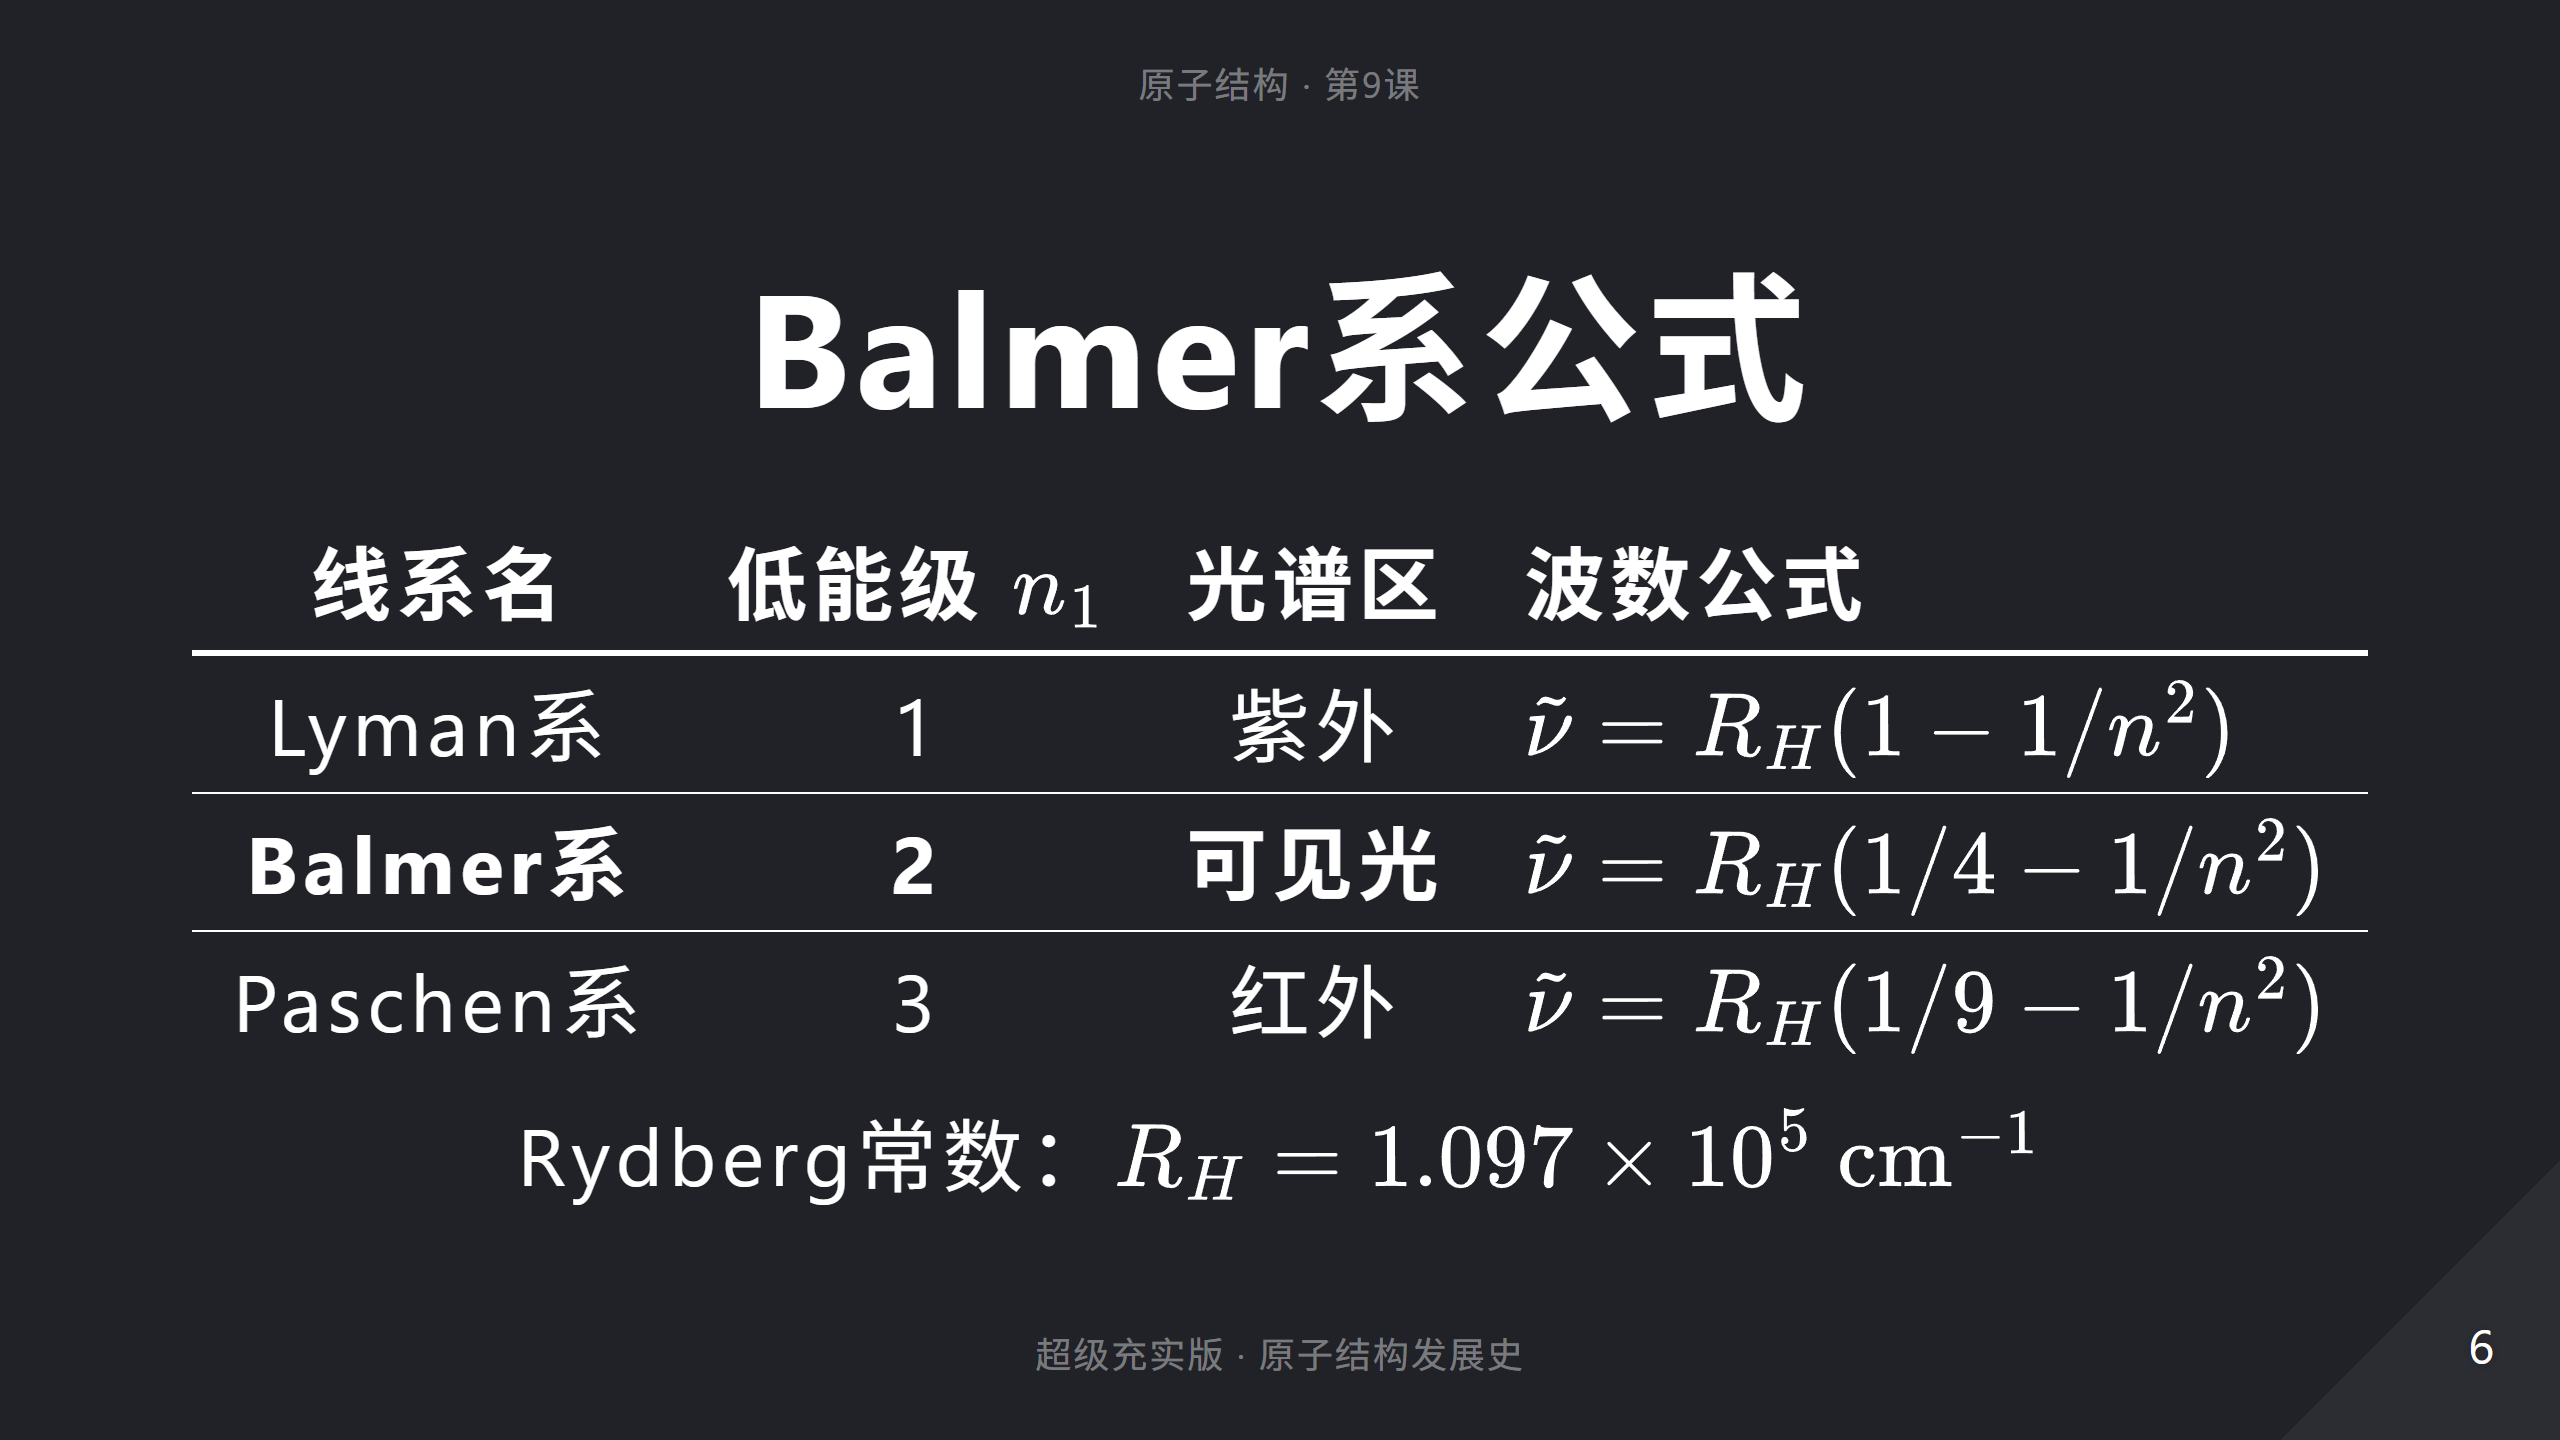 原子结构 · 第9课
Balmer系公式
线系名 低能级 n₁ 光谱区 波数公式
Lyman系 1 紫外 ν̃ = R_H(1 − 1/n²)
Balmer系 2 可见光 ν̃ = R_H(1/4 − 1/n²)
Paschen系 3 红外 ν̃ = R_H(1/9 − 1/n²)
Rydberg常数：R_H = 1.097 × 10⁵ cm⁻¹
超级充实版 · 原子结构发展史
6